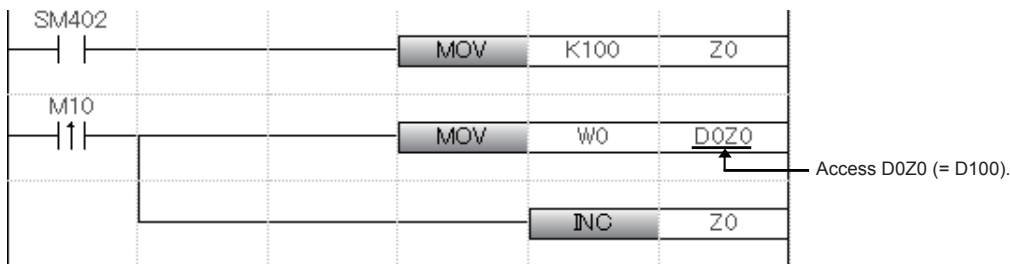 SM402
MOV K100 Z0
M10
MOV W0 D0Z0
Access D0Z0 (= D100).
INC Z0